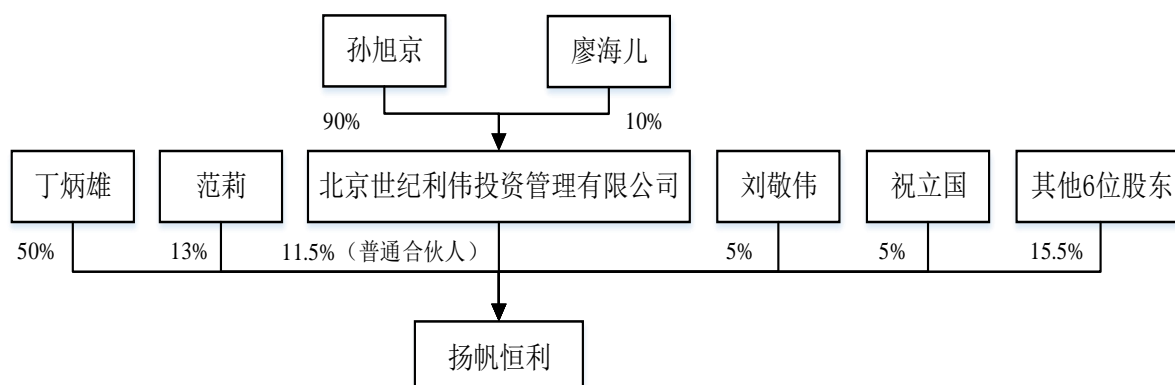 孙旭京
廖海儿
90%
10%
丁炳雄
范莉
北京世纪利伟投资管理有限公司
刘敬伟
祝立国
其他6位股东
50%
13%
11.5%（普通合伙人）
5%
5%
15.5%
扬帆恒利